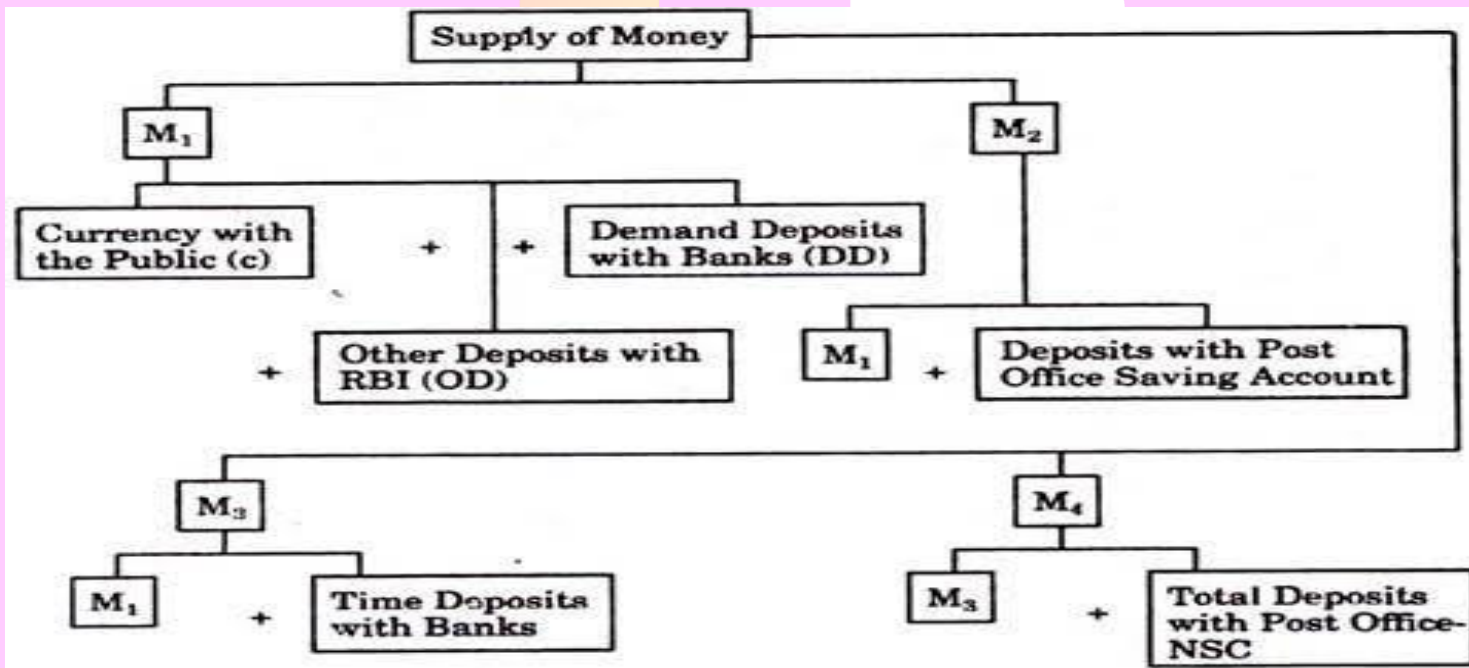 Supply of Money
M₁
M₂
Currency with
the Public (c)
+
+
Demand Deposits
with Banks (DD)
+
Other Deposits with
RBI (OD)
M₁
+
Deposits with Post
Office Saving Account
M₃
M₄
M₁
+
Time Deposits
with Banks
M₃
+
Total Deposits
with Post Office-
NSC